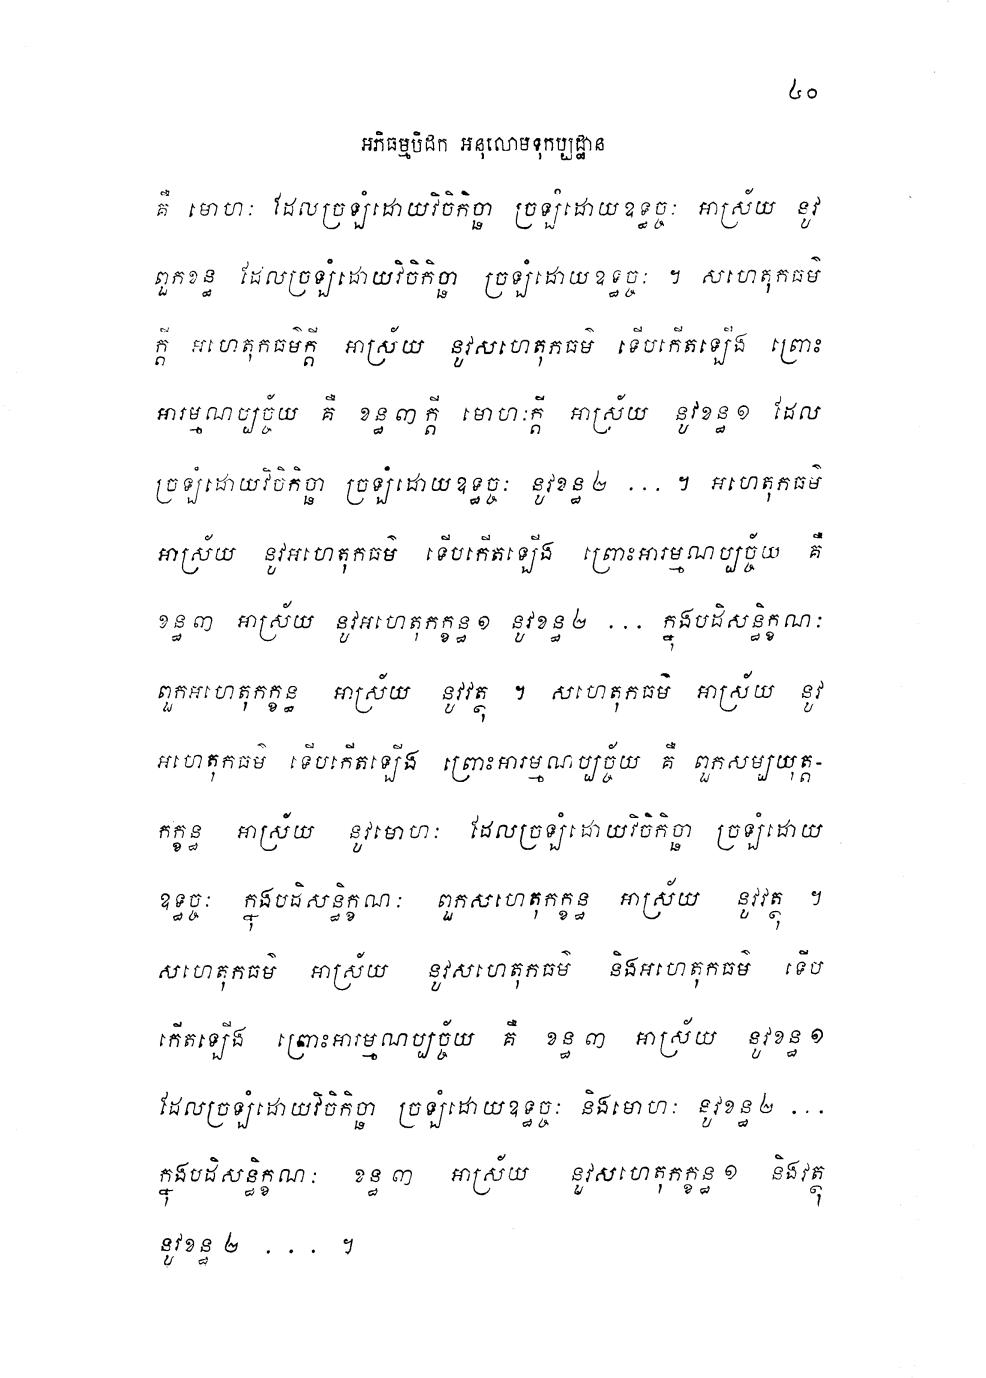 ៤០
អភិធម្មបិដក អនុលោមទុកប្បដ្ឋាន
គឺ មោហៈ ដែលច្រឡំដោយវិចិកិច្ឆា ច្រឡំដោយឧទ្ធច្ចៈ អាស្រ័យ នូវ
ពួកខន្ធ ដែលច្រឡំដោយវិចិកិច្ឆា ច្រឡំដោយឧទ្ធច្ចៈ ។ សហេតុកធម៌
ក្តី អហេតុកធម៌ក្តី អាស្រ័យ នូវសហេតុកធម៌ ទើបកើតឡើង ព្រោះ
អារម្មណប្បច្ច័យ គឺ ខន្ធ៣ក្តី មោហៈក្តី អាស្រ័យ នូវខន្ធ១ ដែល
ច្រឡំដោយវិចិកិច្ឆា ច្រឡំដោយឧទ្ធច្ចៈ នូវខន្ធ២ ... ។ អហេតុកធម៌
អាស្រ័យ នូវអហេតុកធម៌ ទើបកើតឡើង ព្រោះអារម្មណប្បច្ច័យ គឺ
ខន្ធ៣ អាស្រ័យ នូវអហេតុកក្ខន្ធ១ នូវខន្ធ២ ... ក្នុងបដិសន្ធិក្ខណៈ
ពួកអហេតុកក្ខន្ធ អាស្រ័យ នូវវត្ថុ ។ សហេតុកធម៌ អាស្រ័យ នូវ
អហេតុកធម៌ ទើបកើតឡើង ព្រោះអារម្មណប្បច្ច័យ គឺ ពួកសម្បយុត្ត-
កក្ខន្ធ អាស្រ័យ នូវមោហៈ ដែលច្រឡំដោយវិចិកិច្ឆា ច្រឡំដោយ
ឧទ្ធច្ចៈ ក្នុងបដិសន្ធិក្ខណៈ ពួកសហេតុកក្ខន្ធ អាស្រ័យ នូវវត្ថុ ។
សហេតុកធម៌ អាស្រ័យ នូវសហេតុកធម៌ និងអហេតុកធម៌ ទើប
កើតឡើង ព្រោះអារម្មណប្បច្ច័យ គឺ ខន្ធ៣ អាស្រ័យ នូវខន្ធ១
ដែលច្រឡំដោយវិចិកិច្ឆា ច្រឡំដោយឧទ្ធច្ចៈ និងមោហៈ នូវខន្ធ២ ...
ក្នុងបដិសន្ធិក្ខណៈ ខន្ធ៣ អាស្រ័យ នូវសហេតុកក្ខន្ធ១ និងវត្ថុ
នូវខន្ធ២ ... ។